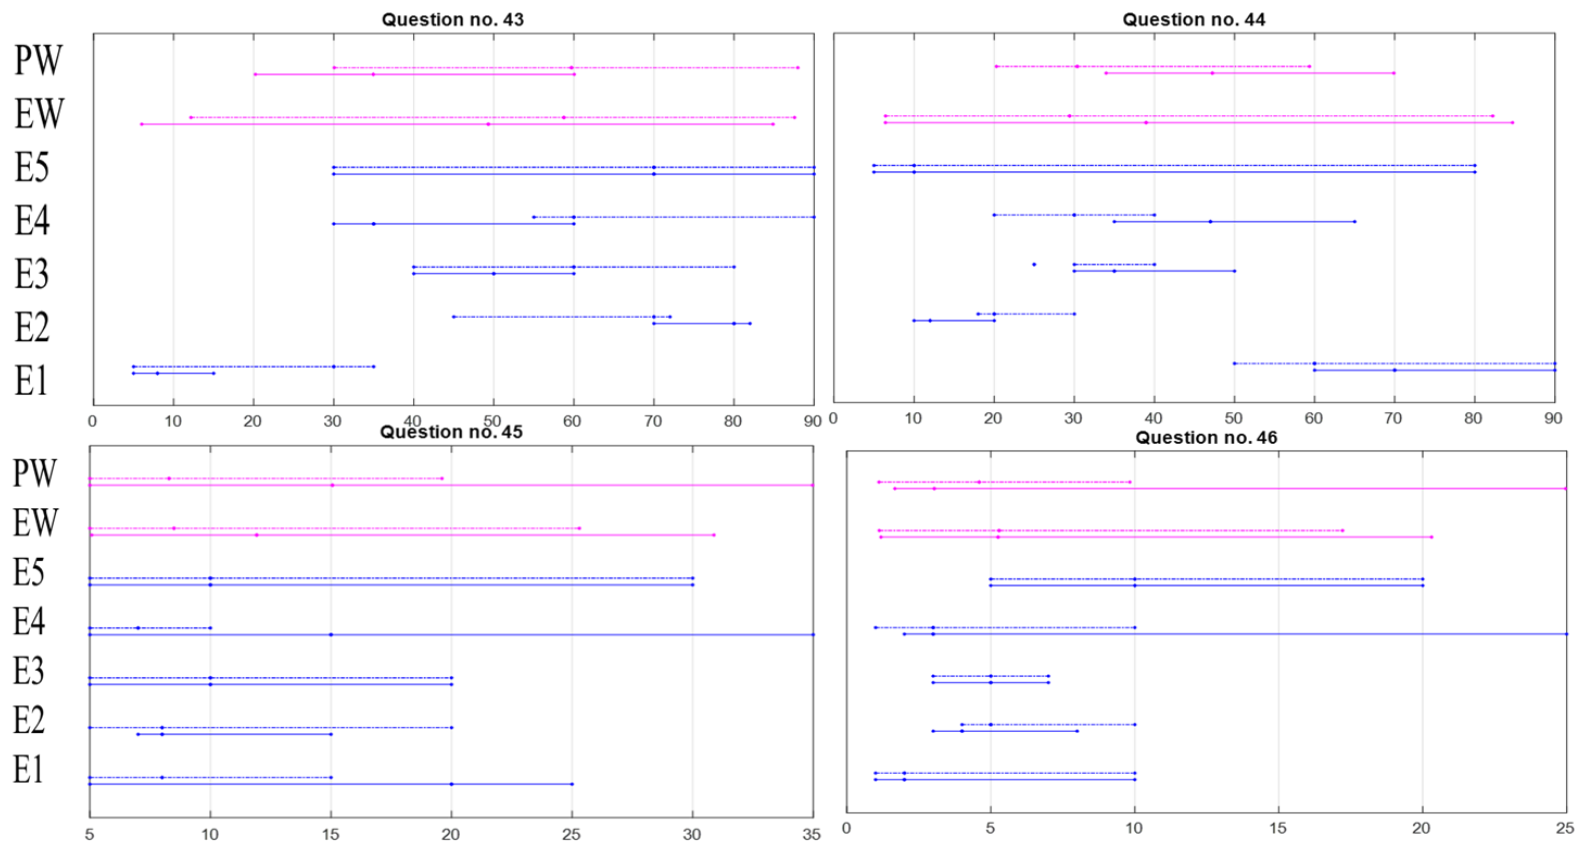 Question no. 43
PW
EW
E5
E4
E3
E2
E1
0 10 20 30 40 50 60 70 80 90
Question no. 44
0 10 20 30 40 50 60 70 80 90
Question no. 45
PW
EW
E5
E4
E3
E2
E1
5 10 15 20 25 30 35
Question no. 46
0 5 10 15 20 25